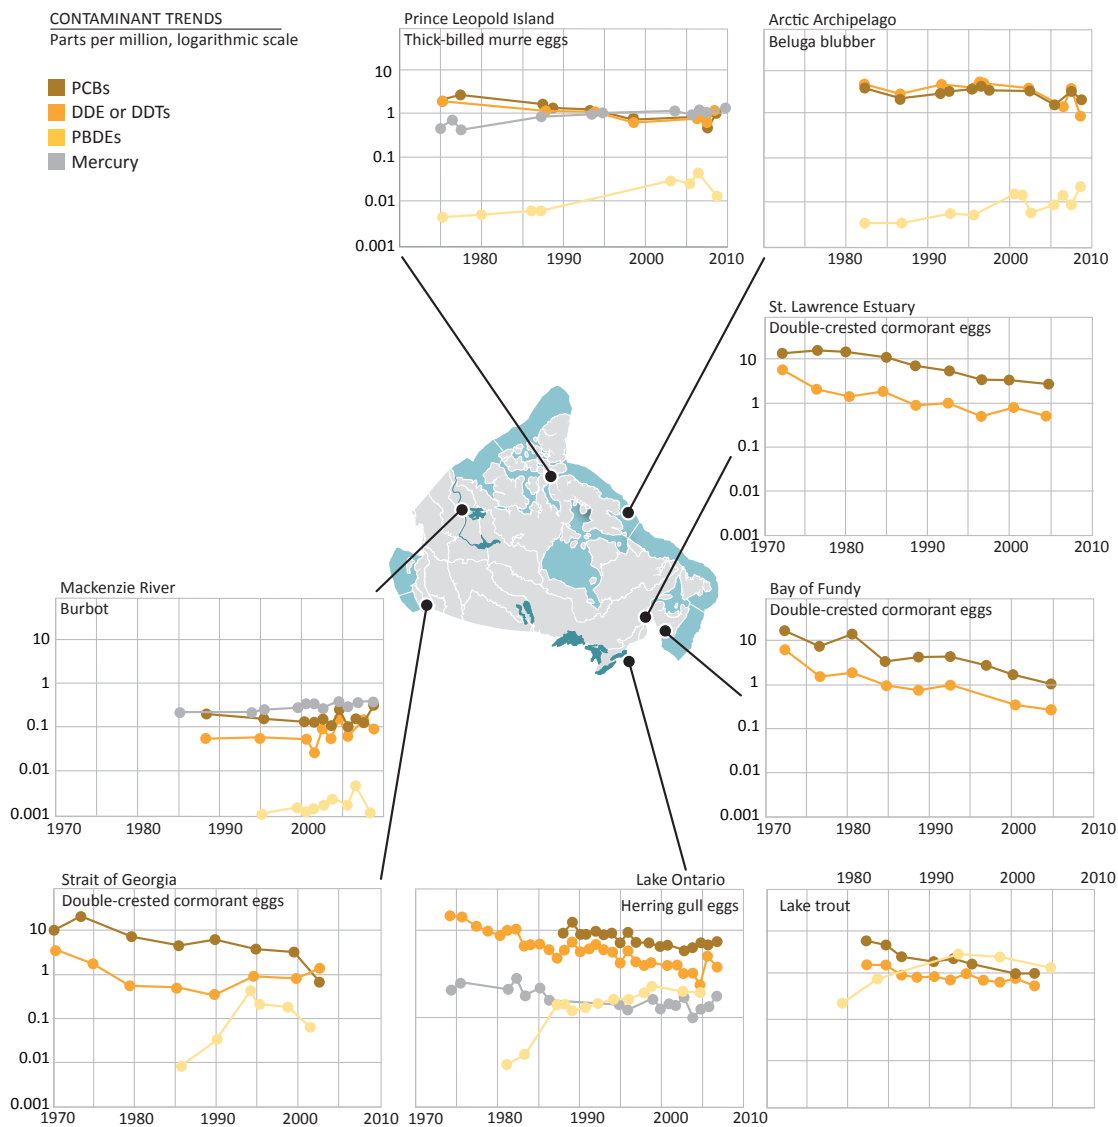 CONTAMINANT TRENDS
Parts per million, logarithmic scale
PCBs
DDE or DDTs
PBDEs
Mercury
Prince Leopold Island
Thick-billed murre eggs
10
1
0.1
0.01
0.001
1980 1990 2000 2010
Arctic Archipelago
Beluga blubber
1980 1990 2000 2010
St. Lawrence Estuary
Double-crested cormorant eggs
10
1
0.1
0.01
0.001
1970 1980 1990 2000 2010
Mackenzie River
Burbot
10
1
0.1
0.01
0.001
1970 1980 1990 2000
Bay of Fundy
Double-crested cormorant eggs
10
1
0.1
0.01
0.001
1970 1980 1990 2000 2010
Strait of Georgia
Double-crested cormorant eggs
10
1
0.1
0.01
0.001
1970 1980 1990 2000 2010
Lake Ontario
Herring gull eggs
1970 1980 1990 2000 2010
1980 1990 2000 2010
Lake trout